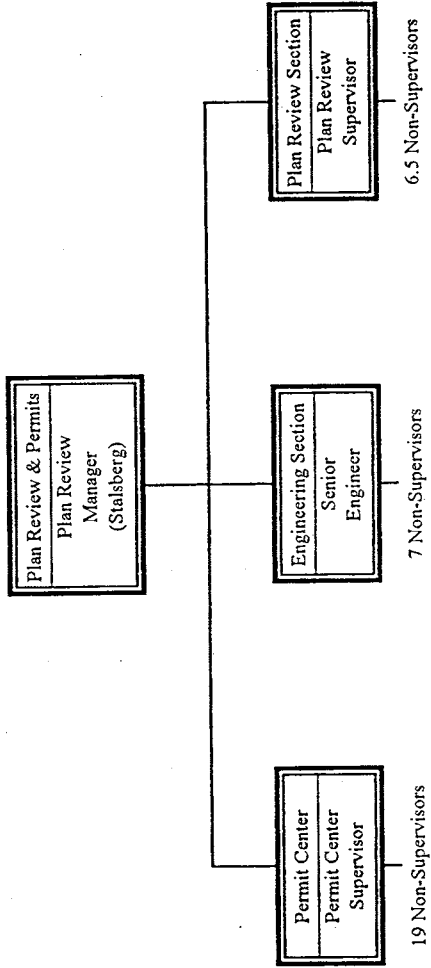 Plan Review & Permits
Plan Review
Manager
(Stalsberg)
Permit Center
Permit Center
Supervisor
19 Non-Supervisors
Engineering Section
Senior
Engineer
7 Non-Supervisors
Plan Review Section
Plan Review
Supervisor
6.5 Non-Supervisors